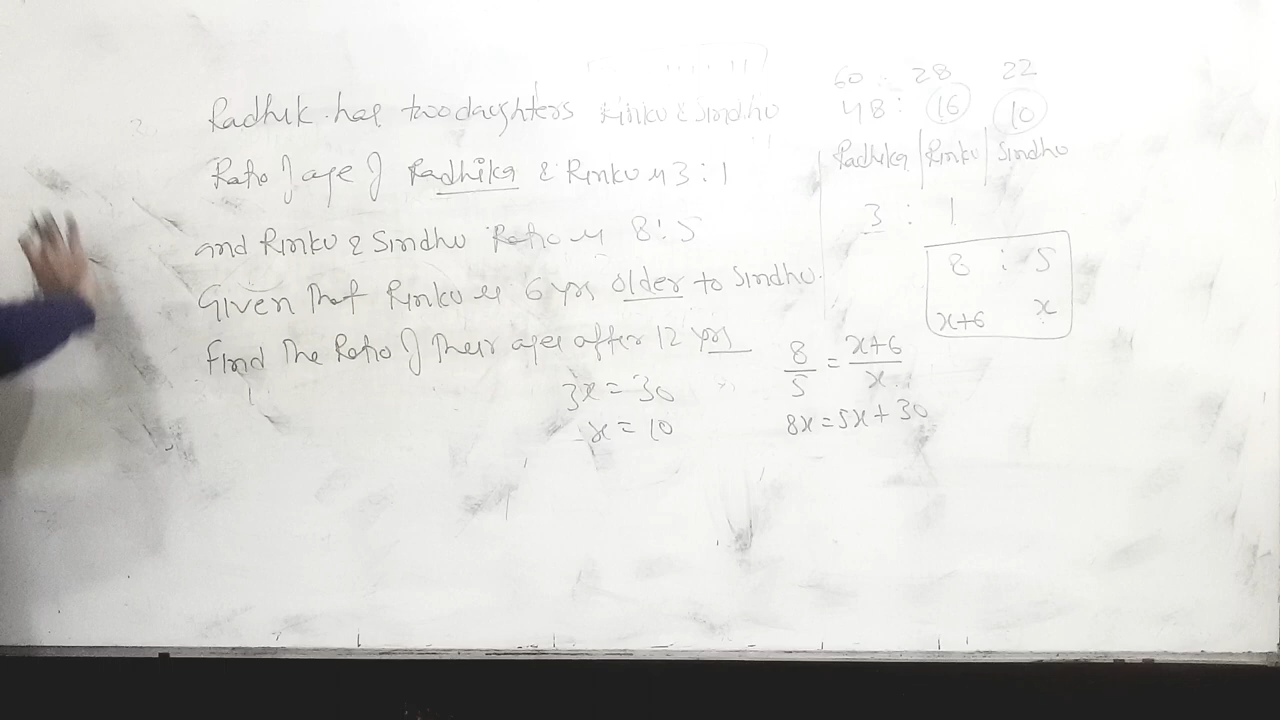 Radhik has two daughters Rinku & Sindhu
Ratio of age of Radhika & Rinku is 3 : 1
and Rinku & Sindhu Ratio is 8 : 5
Given that Rinku is 6 yrs older to Sindhu.
Find The Ratio of Their ages after 12 yrs
3x = 30
x = 10
60 : 28 22
48 : 16 10
Radhika | Rinku | Sindhu
3 : 1
8 : 5
x+6 x
8/5 = x+6/x
8x = 5x + 30